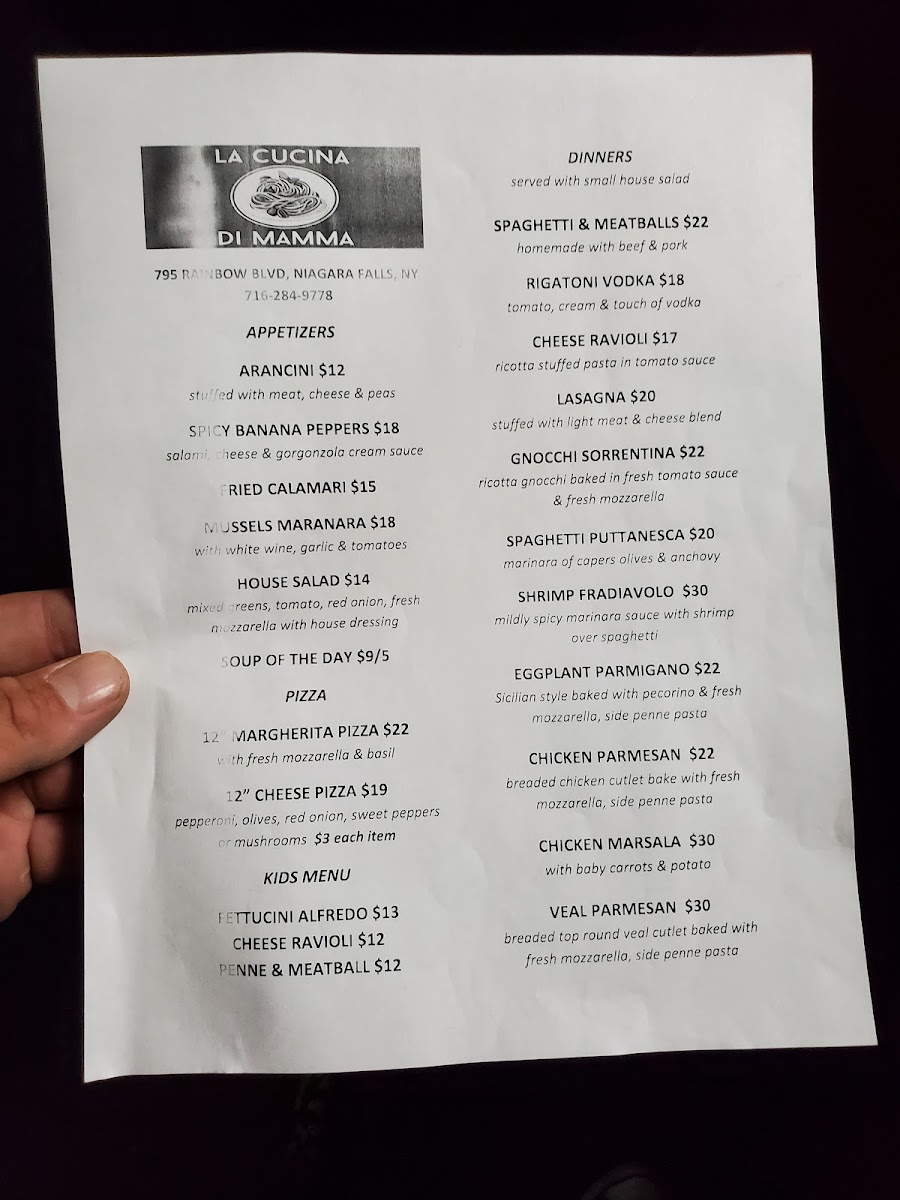 LA CUCINA
DI MAMMA
795 RAINBOW BLVD, NIAGARA FALLS, NY
716-284-9778
APPETIZERS
ARANCINI $12
stuffed with meat, cheese & peas
SPICY BANANA PEPPERS $18
salami, cheese & gorgonzola cream sauce
FRIED CALAMARI $15
MUSSELS MARANARA $18
with white wine, garlic & tomatoes
HOUSE SALAD $14
mixed greens, tomato, red onion, fresh
mozzarella with house dressing
SOUP OF THE DAY $9/5
PIZZA
12" MARGHERITA PIZZA $22
with fresh mozzarella & basil
12” CHEESE PIZZA $19
pepperoni, olives, red onion, sweet peppers
or mushrooms $3 each item
KIDS MENU
FETTUCINI ALFREDO $13
CHEESE RAVIOLI $12
PENNE & MEATBALL $12
DINNERS
served with small house salad
SPAGHETTI & MEATBALLS $22
homemade with beef & pork
RIGATONI VODKA $18
tomato, cream & touch of vodka
CHEESE RAVIOLI $17
ricotta stuffed pasta in tomato sauce
LASAGNA $20
stuffed with light meat & cheese blend
GNOCCHI SORRENTINA $22
ricotta gnocchi baked in fresh tomato sauce
& fresh mozzarella
SPAGHETTI PUTTANESCA $20
marinara of capers olives & anchovy
SHRIMP FRADIAVOLO $30
mildly spicy marinara sauce with shrimp
over spaghetti
EGGPLANT PARMIGANO $22
Sicilian style baked with pecorino & fresh
mozzarella, side penne pasta
CHICKEN PARMESAN $22
breaded chicken cutlet bake with fresh
mozzarella, side penne pasta
CHICKEN MARSALA $30
with baby carrots & potato
VEAL PARMESAN $30
breaded top round veal cutlet baked with
fresh mozzarella, side penne pasta